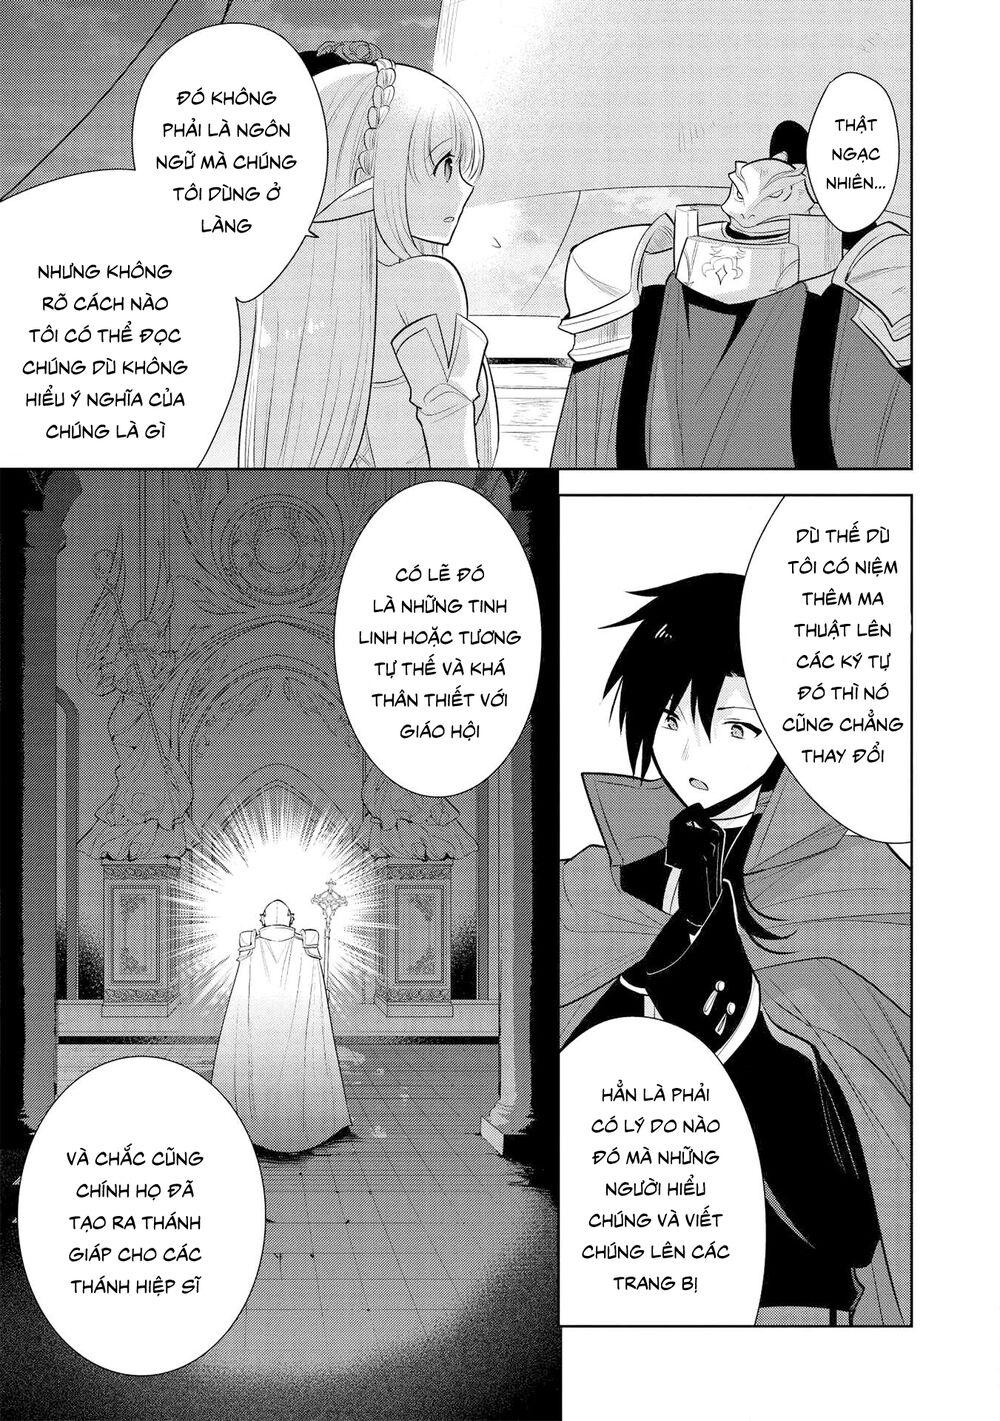 THẬT
NGẠC
NHIÊN...
ĐÓ KHÔNG
PHẢI LÀ NGÔN
NGỮ MÀ CHÚNG
TÔI DÙNG Ở
LÀNG
NHƯNG KHÔNG
RÕ CÁCH NÀO
TÔI CÓ THỂ ĐỌC
CHÚNG DÙ KHÔNG
HIỂU Ý NGHĨA CỦA
CHÚNG LÀ GÌ
DÙ THẾ DÙ
TÔI CÓ NIỆM
THÊM MA
THUẬT LÊN
CÁC KÝ TỰ
ĐÓ THÌ NÓ
CŨNG CHẲNG
THAY ĐỔI
HẲN LÀ PHẢI
CÓ LÝ DO NÀO
ĐÓ MÀ NHỮNG
NGƯỜI HIỂU
CHÚNG VÀ VIẾT
CHÚNG LÊN CÁC
TRANG BỊ
CÓ LẼ ĐÓ
LÀ NHỮNG TINH
LINH HOẶC TƯƠNG
TỰ THẾ VÀ KHÁ
THÂN THIẾT VỚI
GIÁO HỘI
VÀ CHẮC CŨNG
CHÍNH HỌ ĐÃ
TẠO RA THÁNH
GIÁP CHO CÁC
THÁNH HIỆP SĨ